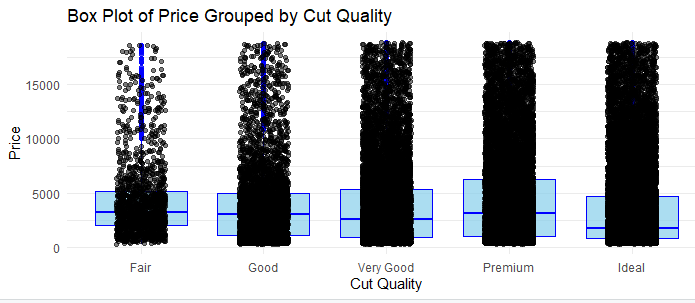 Box Plot of Price Grouped by Cut Quality
Price
15000
10000
5000
0
Fair Good Very Good Premium Ideal
Cut Quality